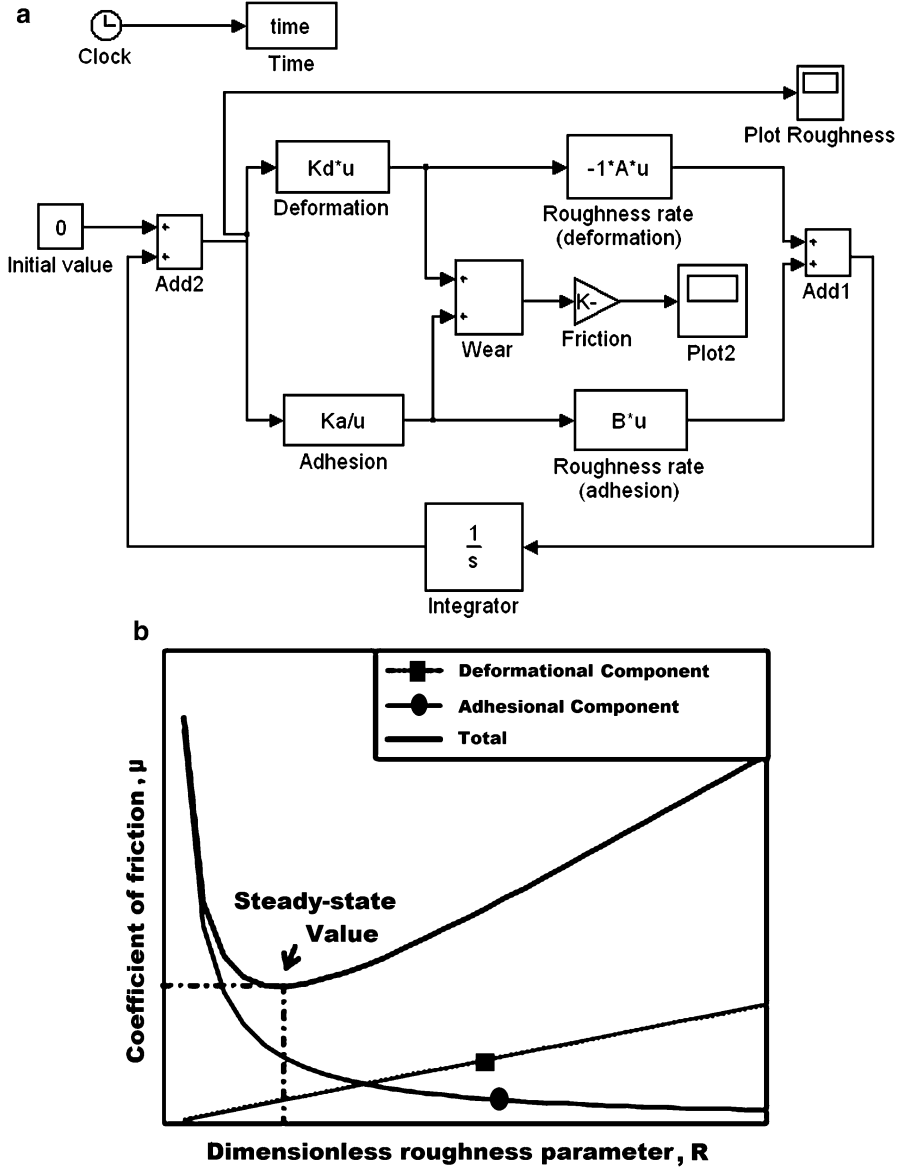 a
time
Clock
Time
Plot Roughness
Kd*u
Deformation
-1*A*u
Roughness rate
(deformation)
0
Initial value
+
+
Add2
+
+
Add1
+
+
Wear
K-
Friction
Plot2
Ka/u
Adhesion
B*u
Roughness rate
(adhesion)
1
s
Integrator
b
Deformational Component
Adhesional Component
Total
Steady-state
Value
Coefficient of friction, μ
Dimensionless roughness parameter, R